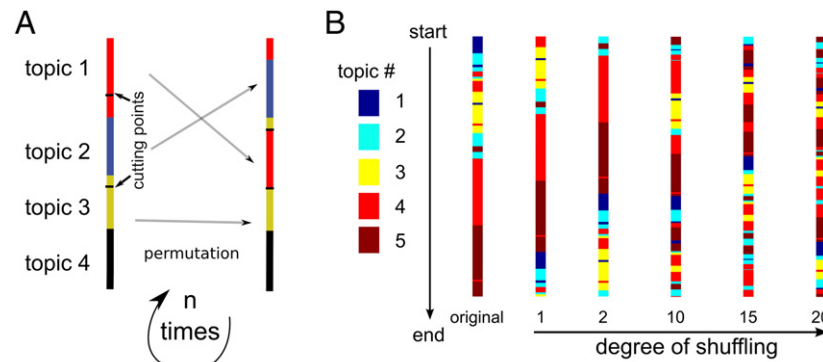 A
topic 1
topic 2
topic 3
topic 4
cutting points
permutation
n
times
B
start
end
topic #
1
2
3
4
5
original
1
2
10
15
20
degree of shuffling